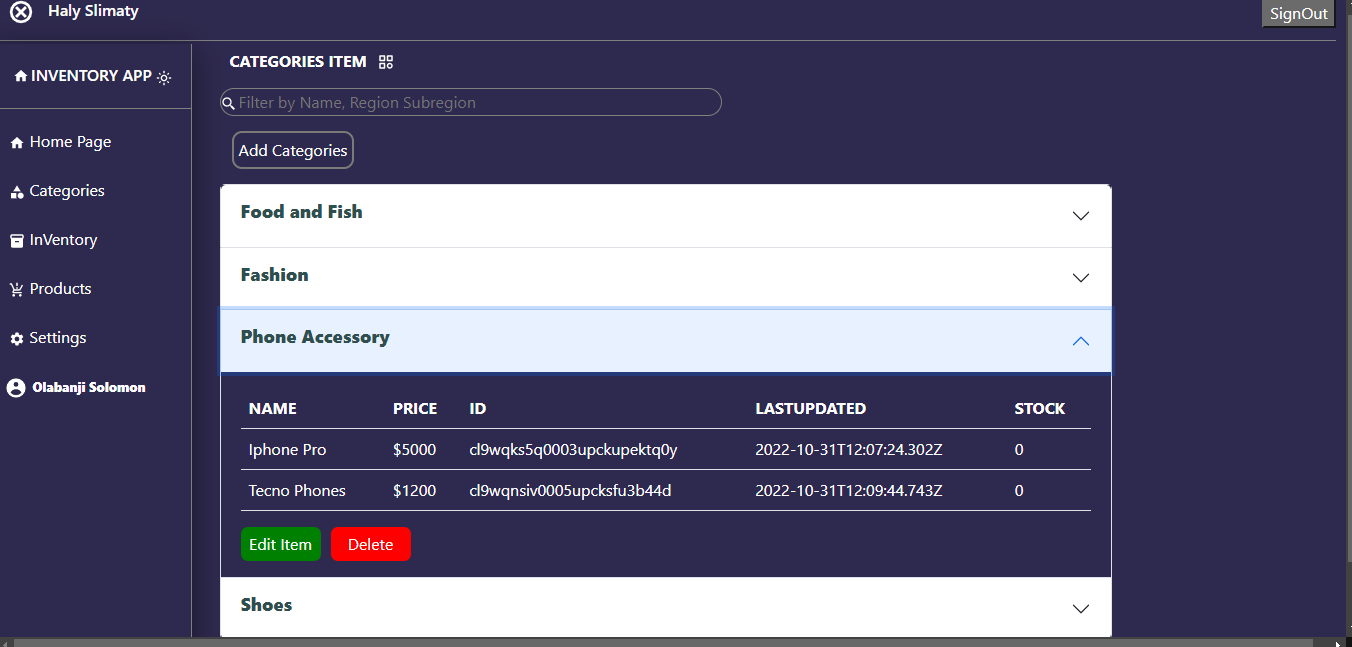 Haly Slimaty
SignOut
INVENTORY APP
Home Page
Categories
InVentory
Products
Settings
Olabanji Solomon
CATEGORIES ITEM
Filter by Name, Region Subregion
Add Categories
Food and Fish
Fashion
Phone Accessory
NAME PRICE ID LASTUPDATED STOCK
Iphone Pro $5000 cl9wqks5q0003upckupektq0y 2022-10-31T12:07:24.302Z 0
Tecno Phones $1200 cl9wqnsiv0005upcksfu3b44d 2022-10-31T12:09:44.743Z 0
Edit Item Delete
Shoes